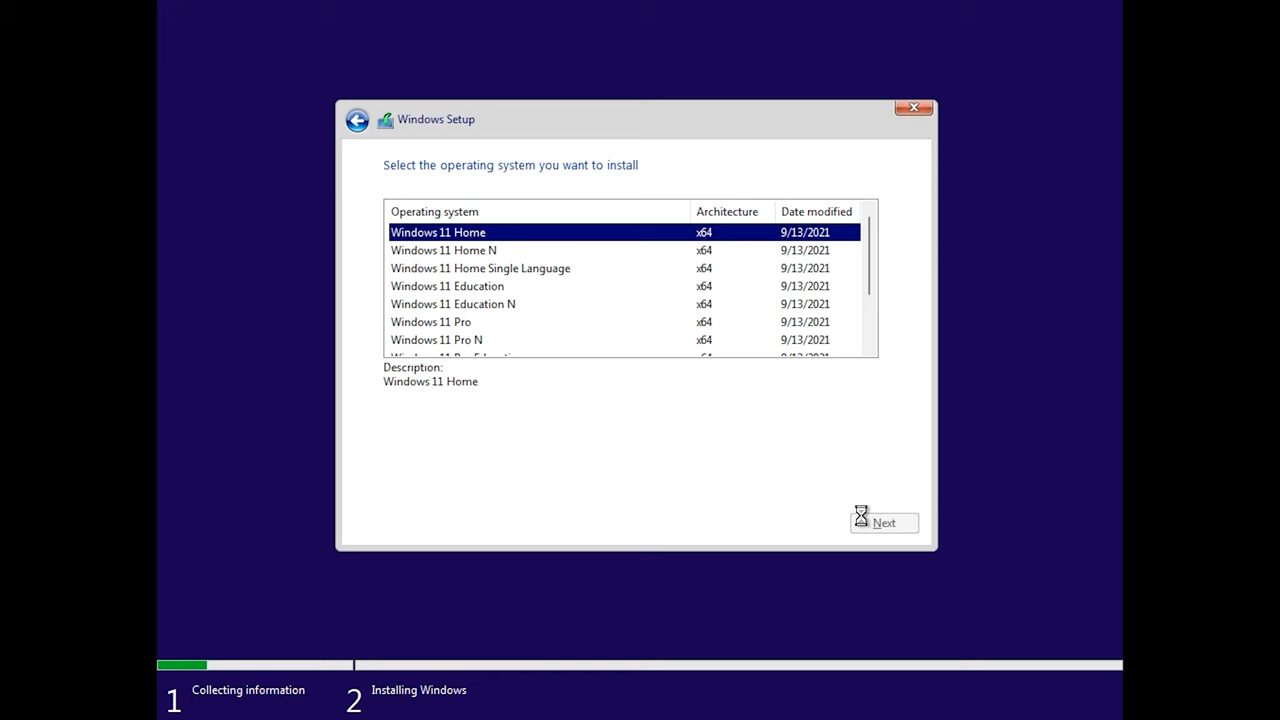 Windows Setup
Select the operating system you want to install
Operating system Architecture Date modified
Windows 11 Home x64 9/13/2021
Windows 11 Home N x64 9/13/2021
Windows 11 Home Single Language x64 9/13/2021
Windows 11 Education x64 9/13/2021
Windows 11 Education N x64 9/13/2021
Windows 11 Pro x64 9/13/2021
Windows 11 Pro N x64 9/13/2021
Description:
Windows 11 Home
Next
1 Collecting information 2 Installing Windows